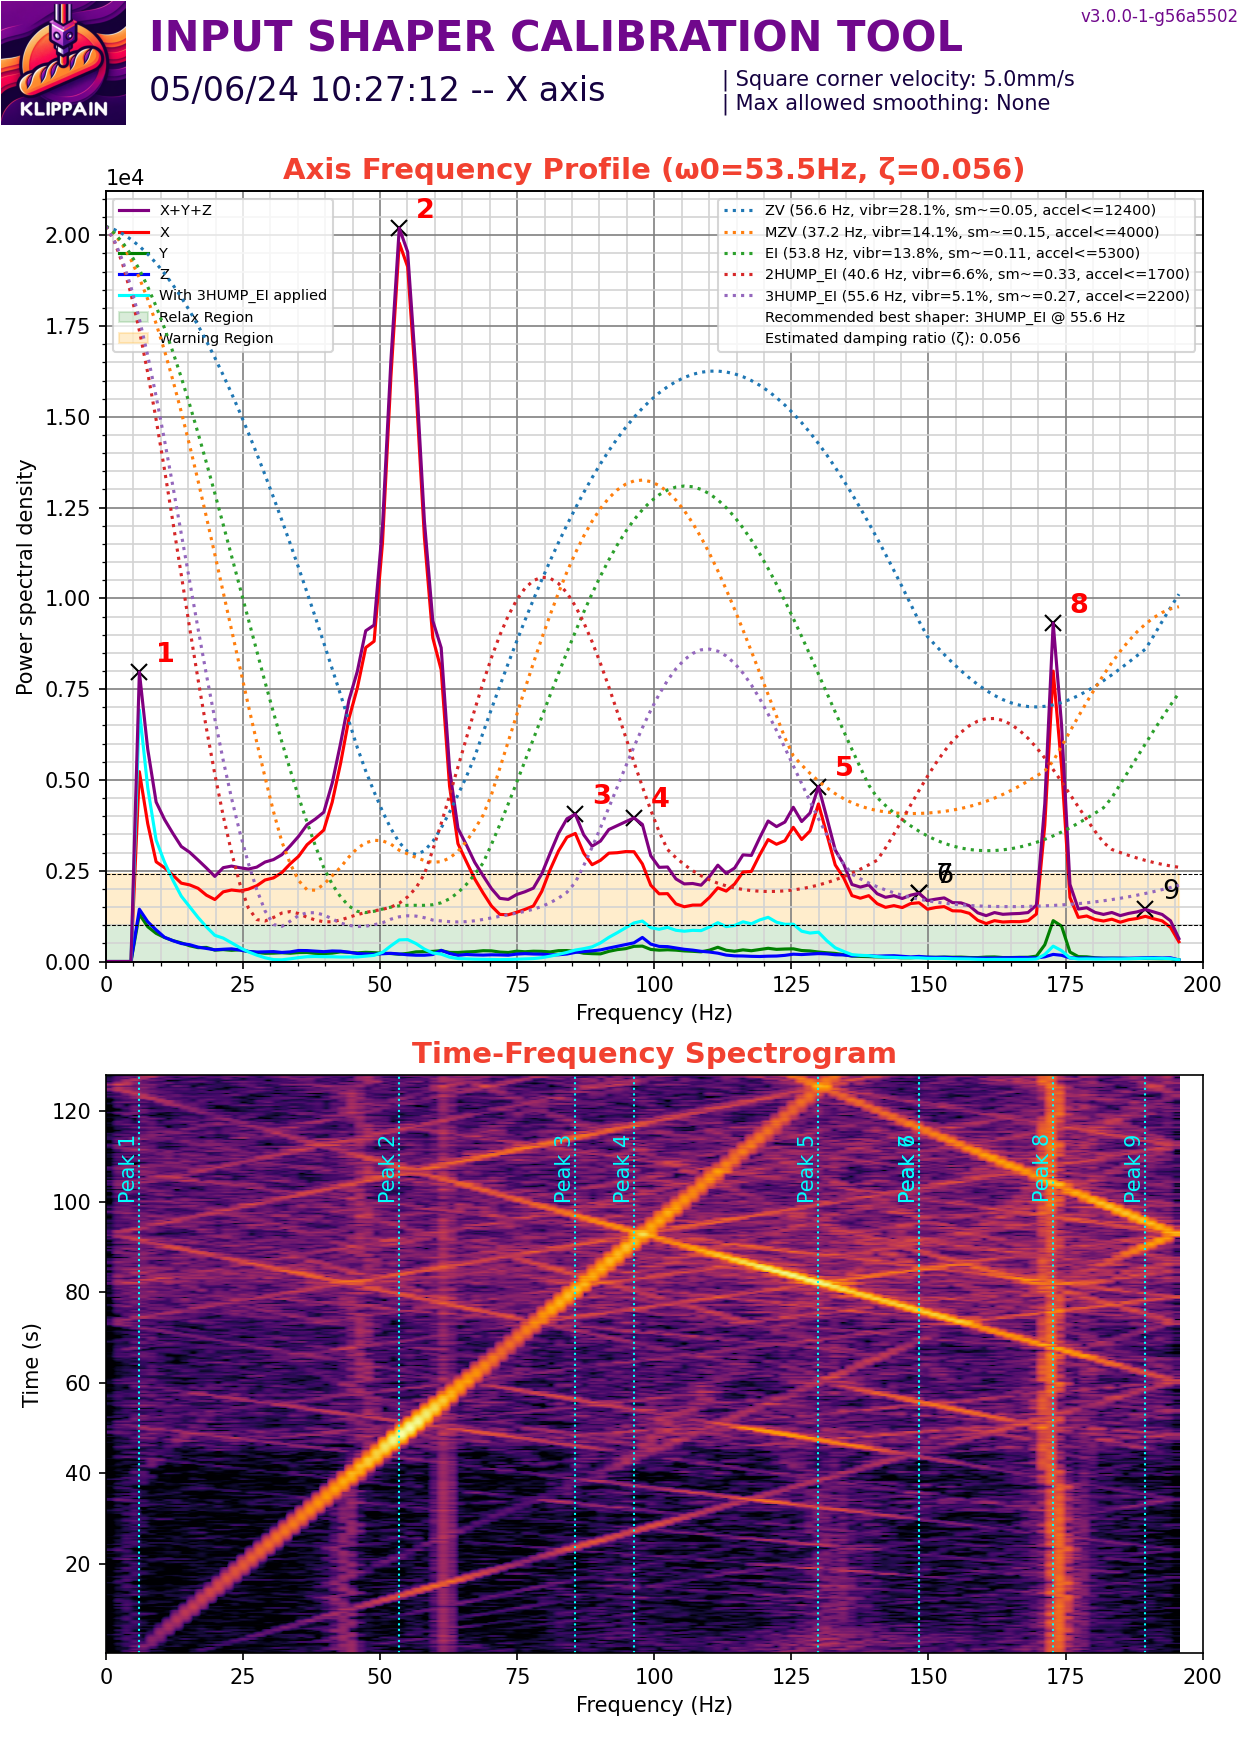 v3.0.0-1-g56a5502
INPUT SHAPER CALIBRATION TOOL
05/06/24 10:27:12 -- X axis
| Square corner velocity: 5.0mm/s
| Max allowed smoothing: None
KLIPPAIN
Axis Frequency Profile (ω0=53.5Hz, ζ=0.056)
1e4
X+Y+Z
X
Y
Z
With 3HUMP_EI applied
Relax Region
Warning Region
ZV (56.6 Hz, vibr=28.1%, sm~=0.05, accel<=12400)
MZV (37.2 Hz, vibr=14.1%, sm~=0.15, accel<=4000)
EI (53.8 Hz, vibr=13.8%, sm~=0.11, accel<=5300)
2HUMP_EI (40.6 Hz, vibr=6.6%, sm~=0.33, accel<=1700)
3HUMP_EI (55.6 Hz, vibr=5.1%, sm~=0.27, accel<=2200)
Recommended best shaper: 3HUMP_EI @ 55.6 Hz
Estimated damping ratio (ζ): 0.056
2.00
1.75
1.50
1.25
1.00
0.75
0.50
0.25
0.00
Power spectral density
1
2
3
4
5
8
9
0 25 50 75 100 125 150 175 200
Frequency (Hz)
Time-Frequency Spectrogram
120
100
80
60
40
20
Time (s)
Peak 1
Peak 2
Peak 3
Peak 4
Peak 5
Peak
Peak 8
Peak 9
0 25 50 75 100 125 150 175 200
Frequency (Hz)